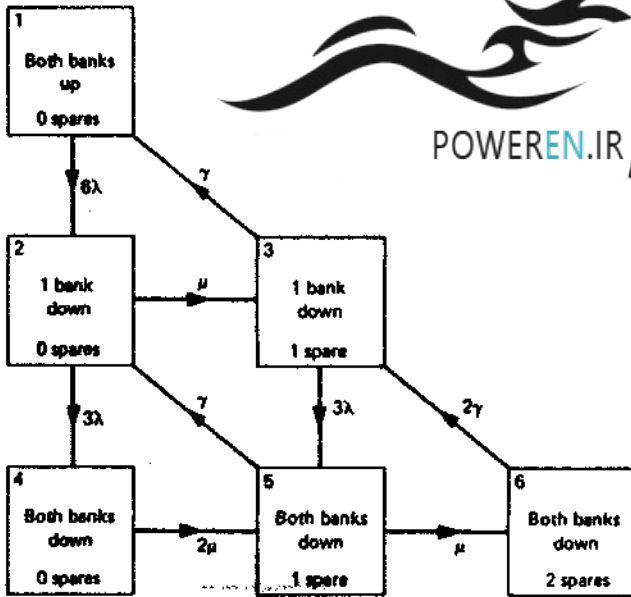 1
Both banks
up
0 spares
POWEREN.IR
6λ
γ
2
1 bank
down
0 spares
μ
3
1 bank
down
1 spare
3λ
γ
3λ
2γ
4
Both banks
down
0 spares
2μ
5
Both banks
down
1 spare
μ
6
Both banks
down
2 spares